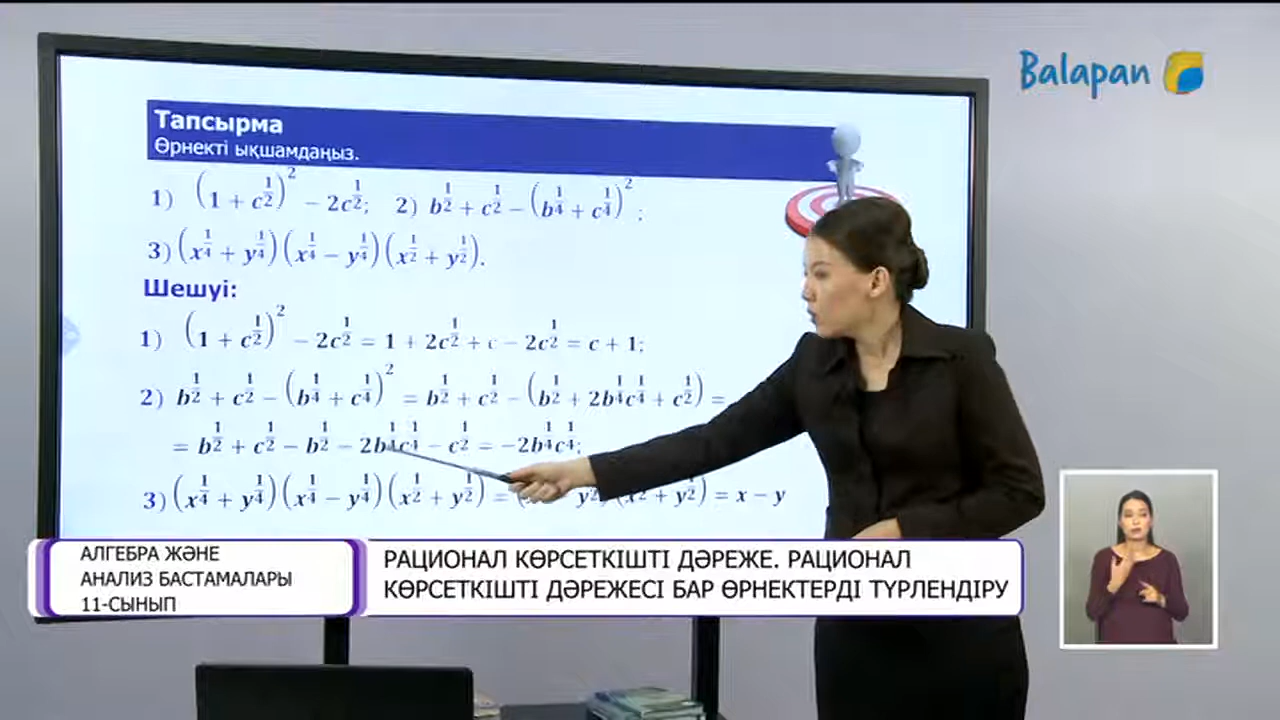 Balapan
Тапсырма
Өрнекті ықшамдаңыз.
1) (1 + c^{1/2})^2 − 2c^{1/2}; 2) b^{1/2} + c^{1/2} − (b^{1/4} + c^{1/4})^2;
3) (x^{1/4} + y^{1/4})(x^{1/4} − y^{1/4})(x^{1/2} + y^{1/2}).
Шешуі:
1) (1 + c^{1/2})^2 − 2c^{1/2} = 1 + 2c^{1/2} + c − 2c^{1/2} = c + 1;
2) b^{1/2} + c^{1/2} − (b^{1/4} + c^{1/4})^2 = b^{1/2} + c^{1/2} − (b^{1/2} + 2b^{1/4}c^{1/4} + c^{1/2}) =
= b^{1/2} + c^{1/2} − b^{1/2} − 2b^{1/4}c^{1/4} − c^{1/2} = −2b^{1/4}c^{1/4};
3) (x^{1/4} + y^{1/4})(x^{1/4} − y^{1/4})(x^{1/2} + y^{1/2}) = y^{1/2}) = x − y
АЛГЕБРА ЖӘНЕ
АНАЛИЗ БАСТАМАЛАРЫ
11-СЫНЫП
РАЦИОНАЛ КӨРСЕТКІШТІ ДӘРЕЖЕ. РАЦИОНАЛ
КӨРСЕТКІШТІ ДӘРЕЖЕСІ БАР ӨРНЕКТЕРДІ ТҮРЛЕНДІРУ